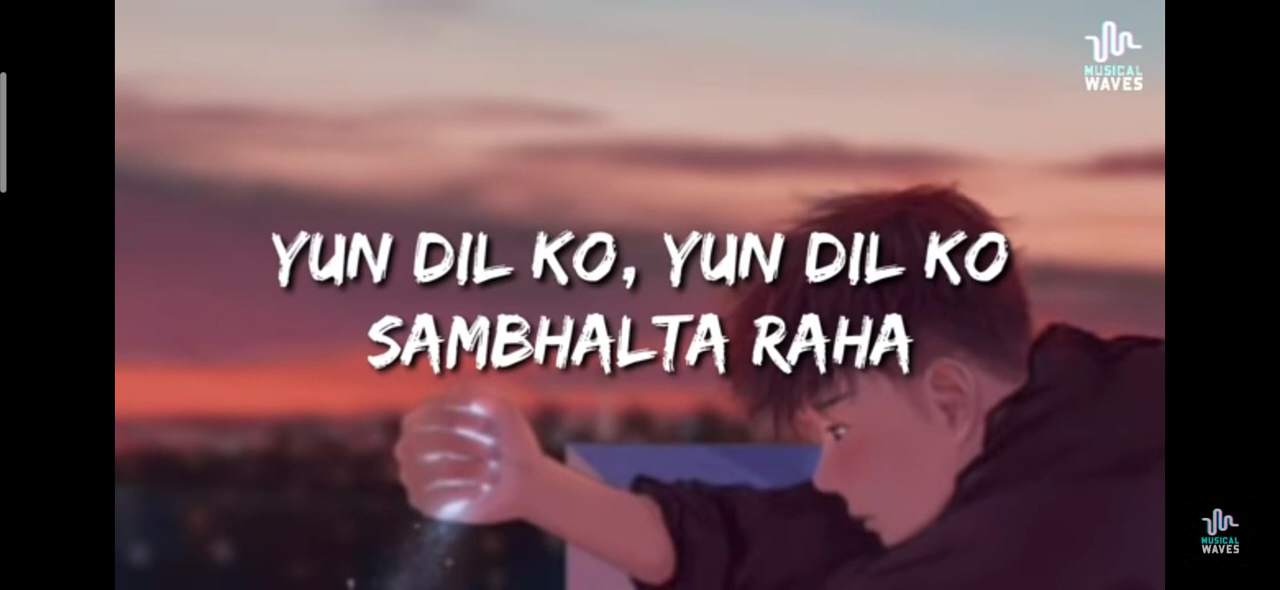 MUSICAL
WAVES
YUN DIL KO, YUN DIL KO
SAMBHALTA RAHA
MUSICAL
WAVES